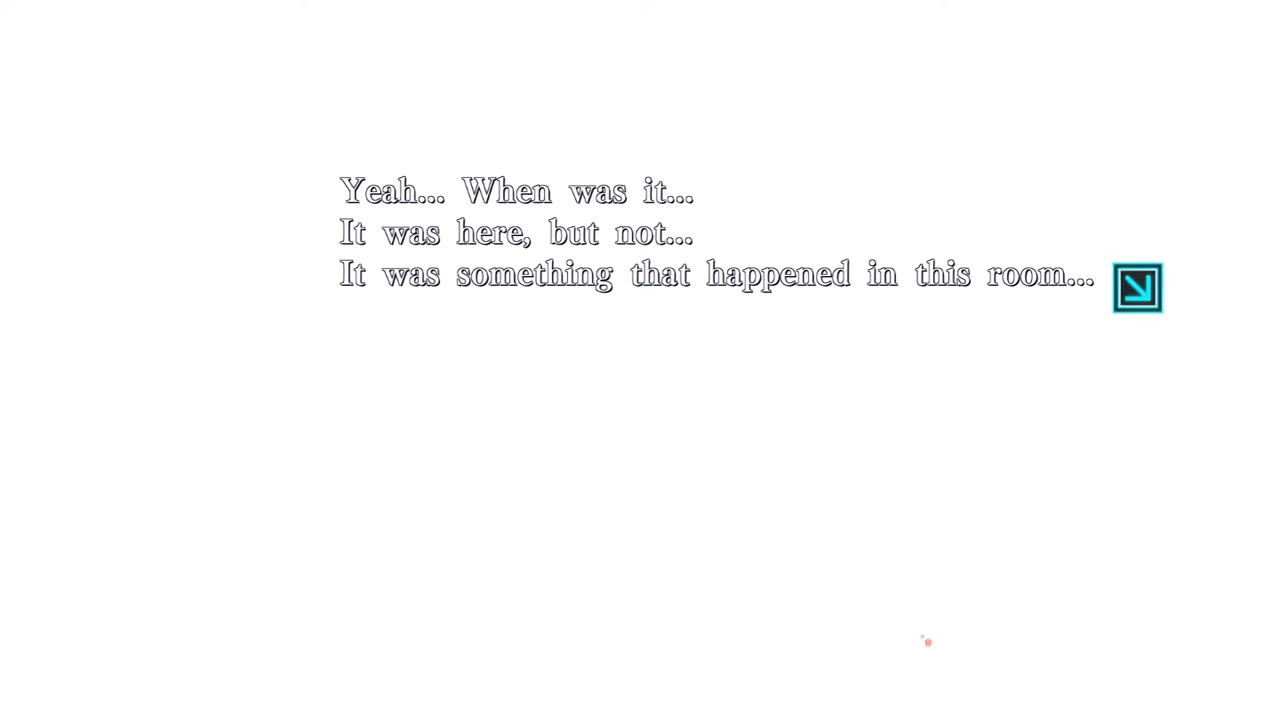 Yeah... When was it...
It was here, but not...
It was something that happened in this room...